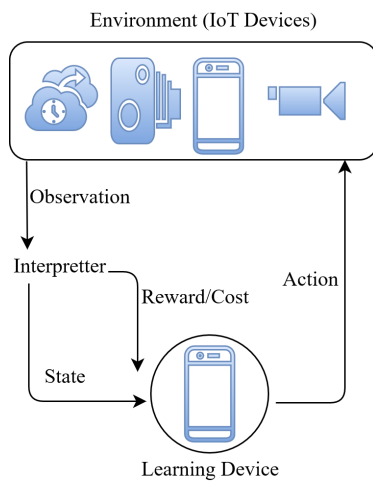 Environment (IoT Devices)
Observation
Interpretter
Reward/Cost
Action
State
Learning Device